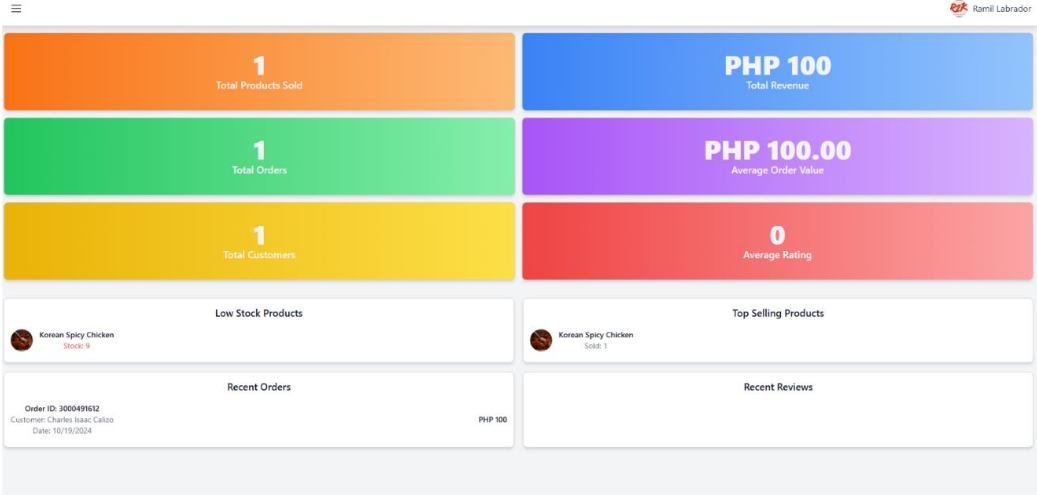 Ramil Labrador
1
Total Products Sold
PHP 100
Total Revenue
1
Total Orders
PHP 100.00
Average Order Value
1
Total Customers
0
Average Rating
Low Stock Products
Korean Spicy Chicken
Stock: 9
Top Selling Products
Korean Spicy Chicken
Sold: 1
Recent Orders
Order ID: 3000491612
Customer: Charles Isaac Calizo
Date: 10/19/2024
PHP 100
Recent Reviews